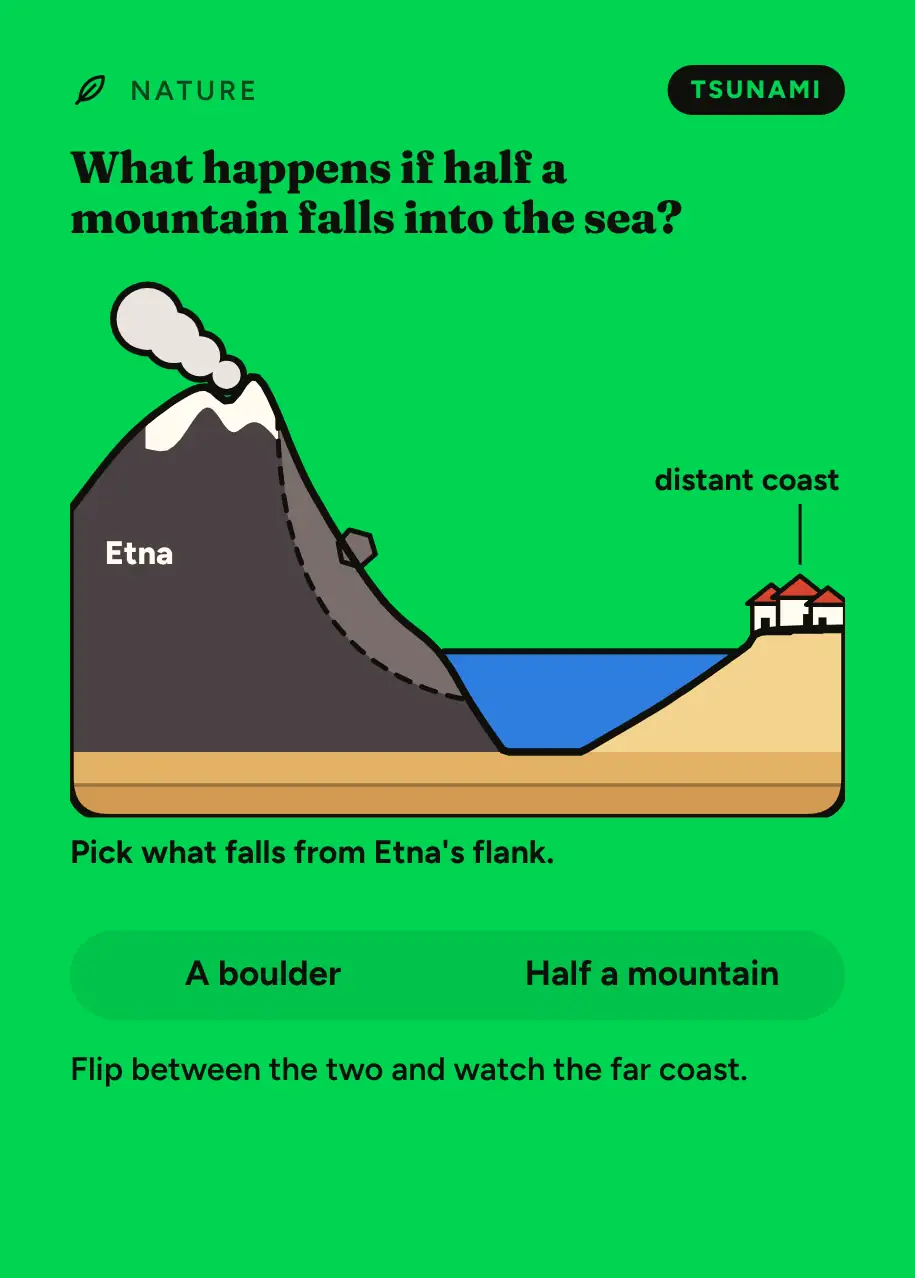 NATURE
TSUNAMI
What happens if half a
mountain falls into the sea?
distant coast
Etna
Pick what falls from Etna's flank.
A boulder
Half a mountain
Flip between the two and watch the far coast.